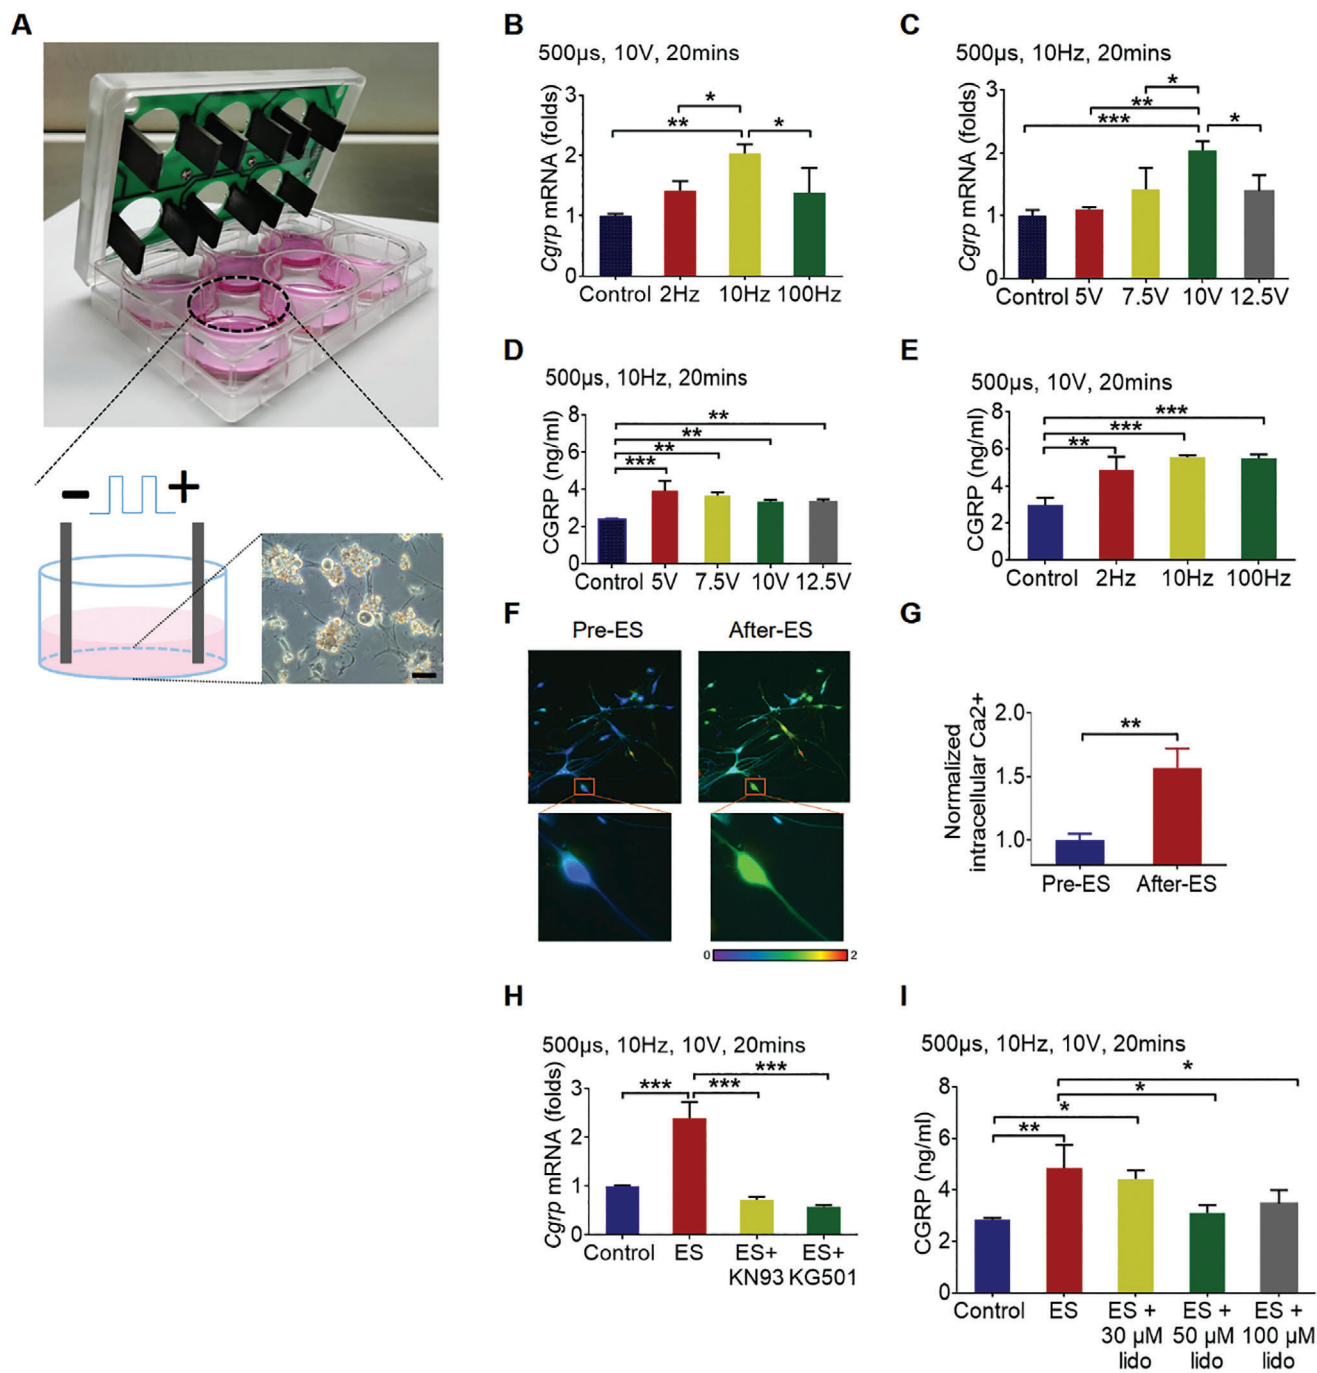 A
B
500µs, 10V, 20mins
Cgrp mRNA (folds)
3
2
1
0
*
**
*
Control 2Hz 10Hz 100Hz
C
500µs, 10Hz, 20mins
Cgrp mRNA (folds)
3
2
1
0
*
**
***
*
Control 5V 7.5V 10V 12.5V
D
500µs, 10Hz, 20mins
CGRP (ng/ml)
8
6
4
2
0
**
**
**
***
Control 5V 7.5V 10V 12.5V
E
500µs, 10V, 20mins
CGRP (ng/ml)
8
6
4
2
0
***
***
**
Control 2Hz 10Hz 100Hz
− +
F
Pre-ES After-ES
0 2
G
Normalized
intracellular Ca2+
2.0
1.5
1.0
**
Pre-ES After-ES
H
500µs, 10Hz, 10V, 20mins
Cgrp mRNA (folds)
3
2
1
0
***
***
***
Control ES ES+ ES+
KN93 KG501
I
500µs, 10Hz, 10V, 20mins
CGRP (ng/ml)
8
6
4
2
0
*
*
*
**
Control ES ES + ES + ES +
30 µM 50 µM 100 µM
lido lido lido